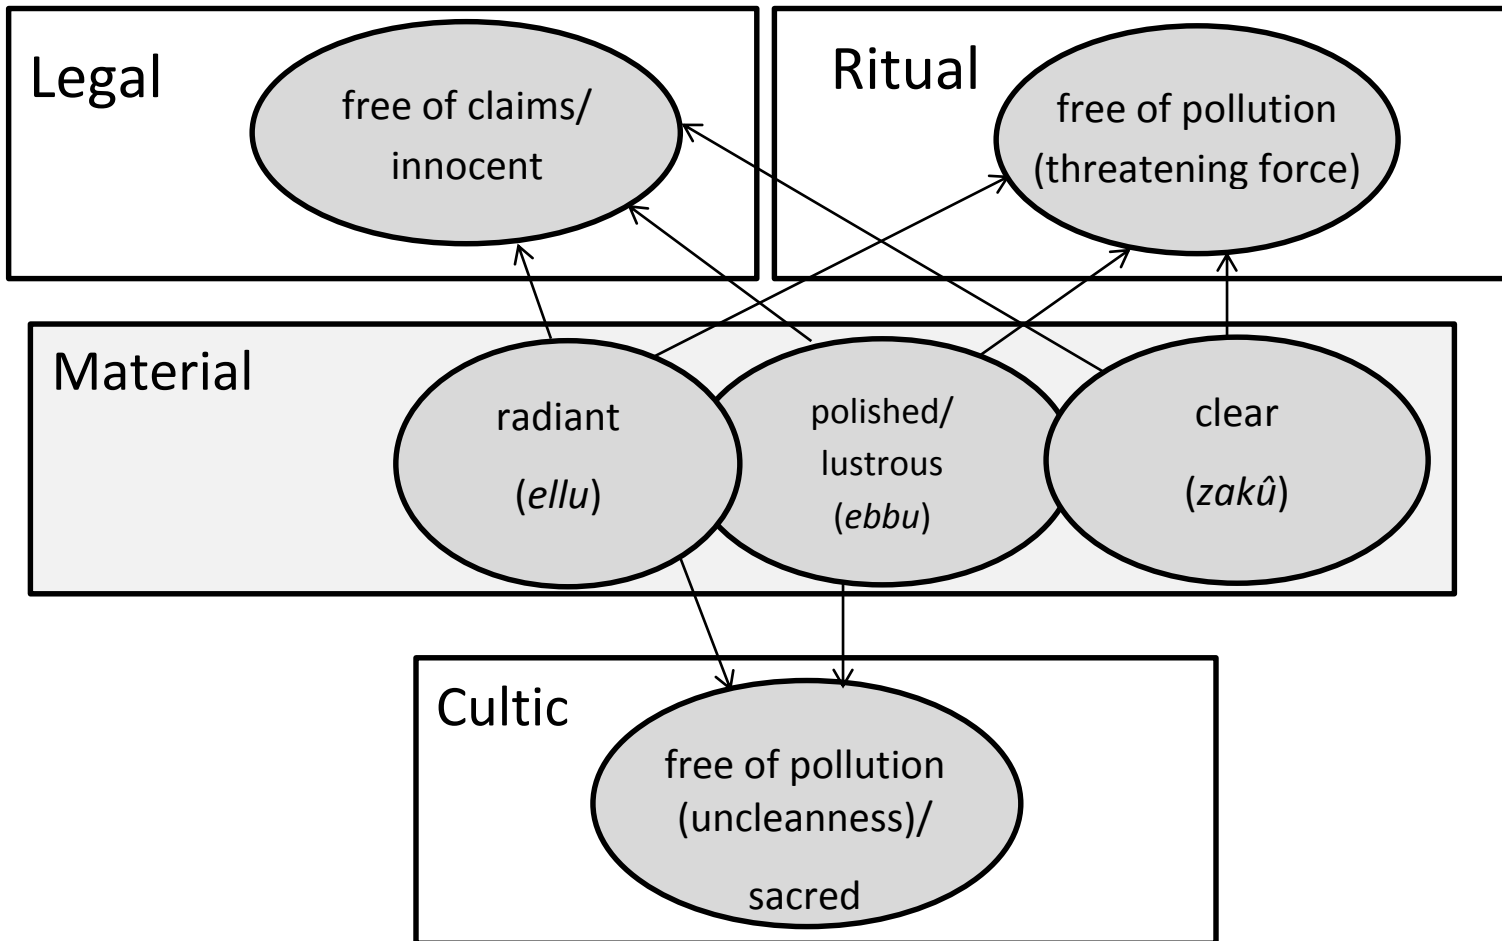 Legal
free of claims/
innocent
Ritual
free of pollution
(threatening force)
Material
radiant
(ellu)
polished/
lustrous
(ebbu)
clear
(zakû)
Cultic
free of pollution
(uncleanness)/
sacred